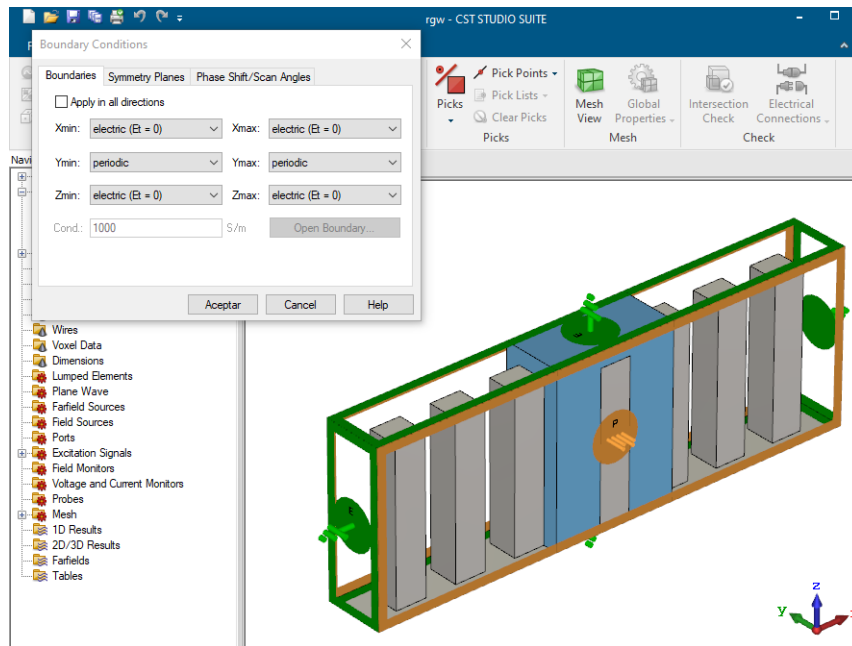 rgw - CST STUDIO SUITE
Boundary Conditions
Boundaries Symmetry Planes Phase Shift/Scan Angles
Apply in all directions
Xmin: electric (Et = 0) Xmax: electric (Et = 0)
Ymin: periodic Ymax: periodic
Zmin: electric (Et = 0) Zmax: electric (Et = 0)
Cond.: 1000 S/m Open Boundary...
Aceptar Cancel Help
Picks
Pick Points
Pick Lists
Clear Picks
Picks
Mesh View
Global Properties
Mesh
Intersection Check
Electrical Connections
Check
Navi
Wires
Voxel Data
Dimensions
Lumped Elements
Plane Wave
Farfield Sources
Field Sources
Ports
Excitation Signals
Field Monitors
Voltage and Current Monitors
Probes
Mesh
1D Results
2D/3D Results
Farfields
Tables
P
E
z
y